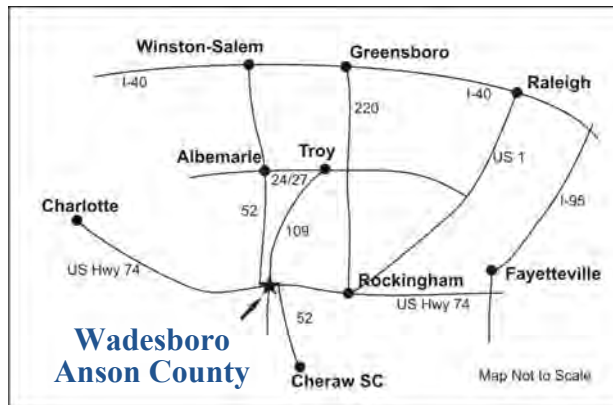 Winston-Salem
Greensboro
I-40
I-40
Raleigh
220
US 1
Albemarle
Troy
24/27
I-95
Charlotte
52
109
US Hwy 74
Rockingham
Fayetteville
US Hwy 74
52
Wadesboro
Anson County
Cheraw SC
Map Not to Scale